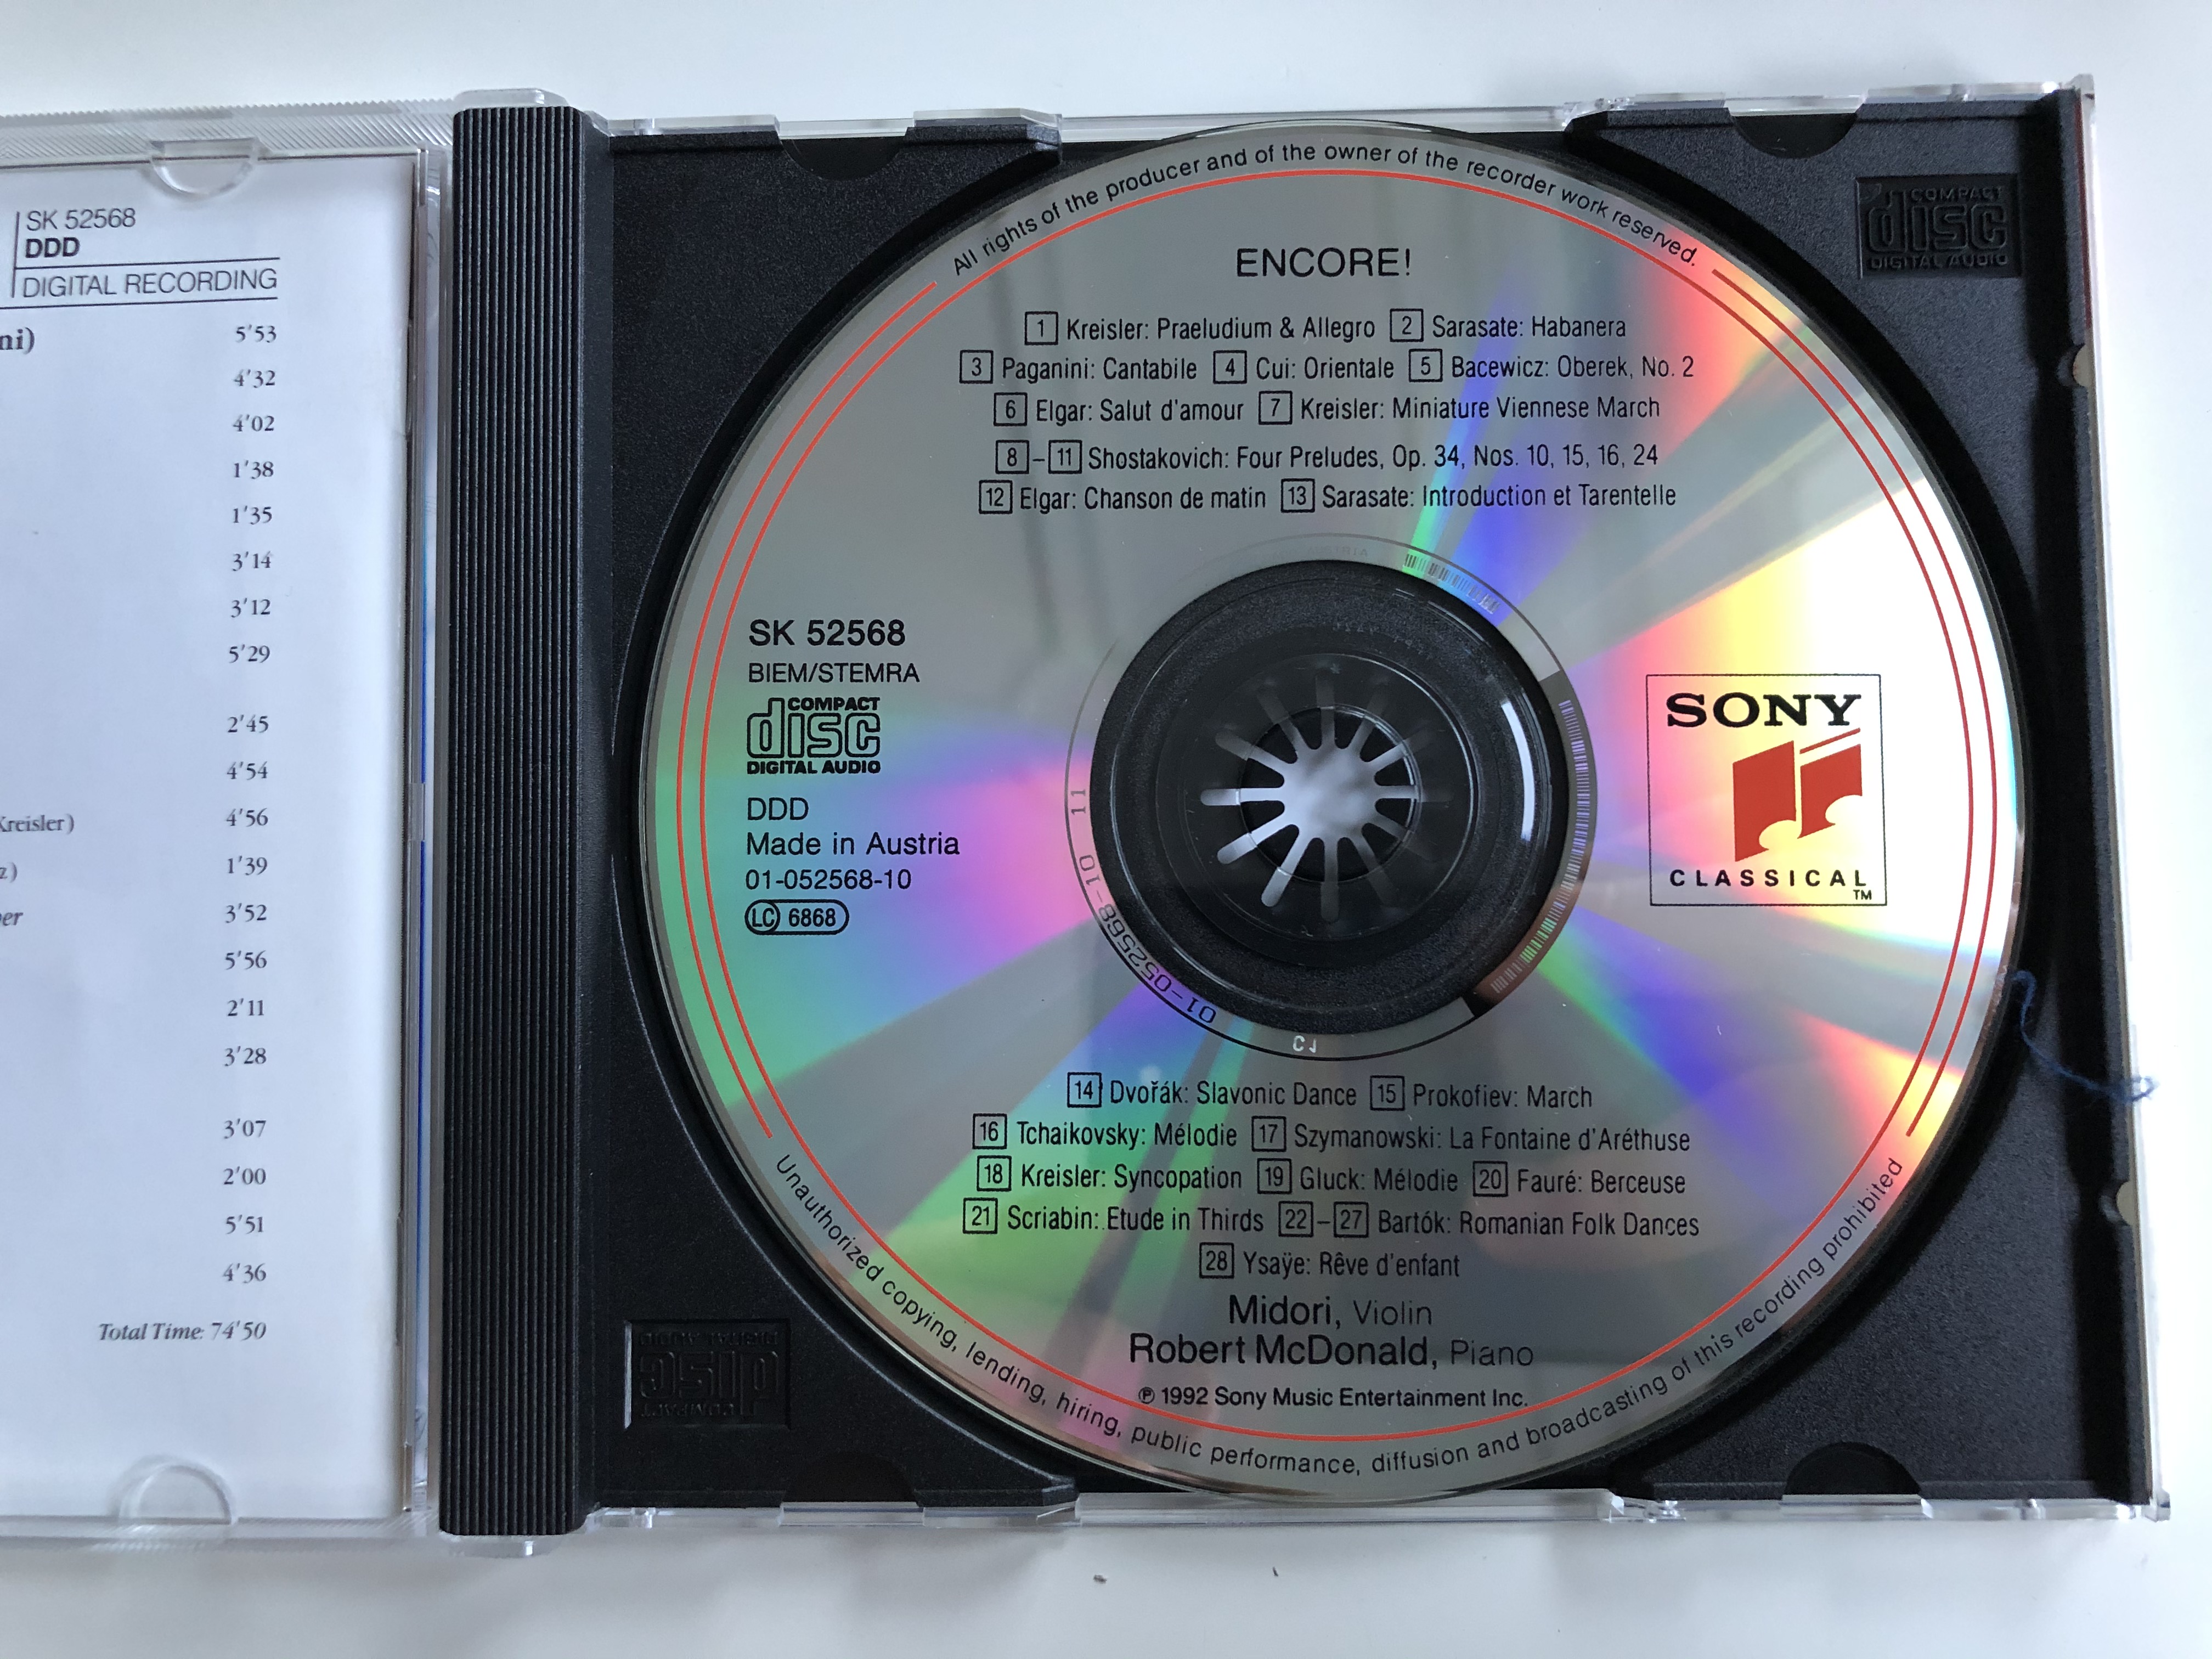 SK 52568
DDD
DIGITAL RECORDING
ni)
5'53
4'32
4'02
1'38
1'35
3'14
3'12
5'29
2'45
4'54
Kreisler)
4'56
z)
1'39
er
3'52
5'56
2'11
3'28
3'07
2'00
5'51
4'36
Total Time: 74'50
All rights of the producer and of the owner of the recorder work reserved.
ENCORE!
1 Kreisler: Praeludium & Allegro 2 Sarasate: Habanera
3 Paganini: Cantabile 4 Cui: Orientale 5 Bacewicz: Oberek, No. 2
6 Elgar: Salut d'amour 7 Kreisler: Miniature Viennese March
8 – 11 Shostakovich: Four Preludes, Op. 34, Nos. 10, 15, 16, 24
12 Elgar: Chanson de matin 13 Sarasate: Introduction et Tarentelle
SK 52568
BIEM/STEMRA
COMPACT
disc
DIGITAL AUDIO
DDD
Made in Austria
01-052568-10
LC 6868
SONY
CLASSICAL
TM
01-052568-10 11
14 Dvořák: Slavonic Dance 15 Prokofiev: March
16 Tchaikovsky: Mélodie 17 Szymanowski: La Fontaine d'Aréthuse
18 Kreisler: Syncopation 19 Gluck: Mélodie 20 Fauré: Berceuse
21 Scriabin: Etude in Thirds 22 – 27 Bartók: Romanian Folk Dances
28 Ysaÿe: Rêve d'enfant
Midori, Violin
Robert McDonald, Piano
℗ 1992 Sony Music Entertainment Inc.
Unauthorized copying, lending, hiring, public performance, diffusion and broadcasting of this recording prohibited
COMPACT
disc
DIGITAL AUDIO
COMPACT
disc
DIGITAL AUDIO